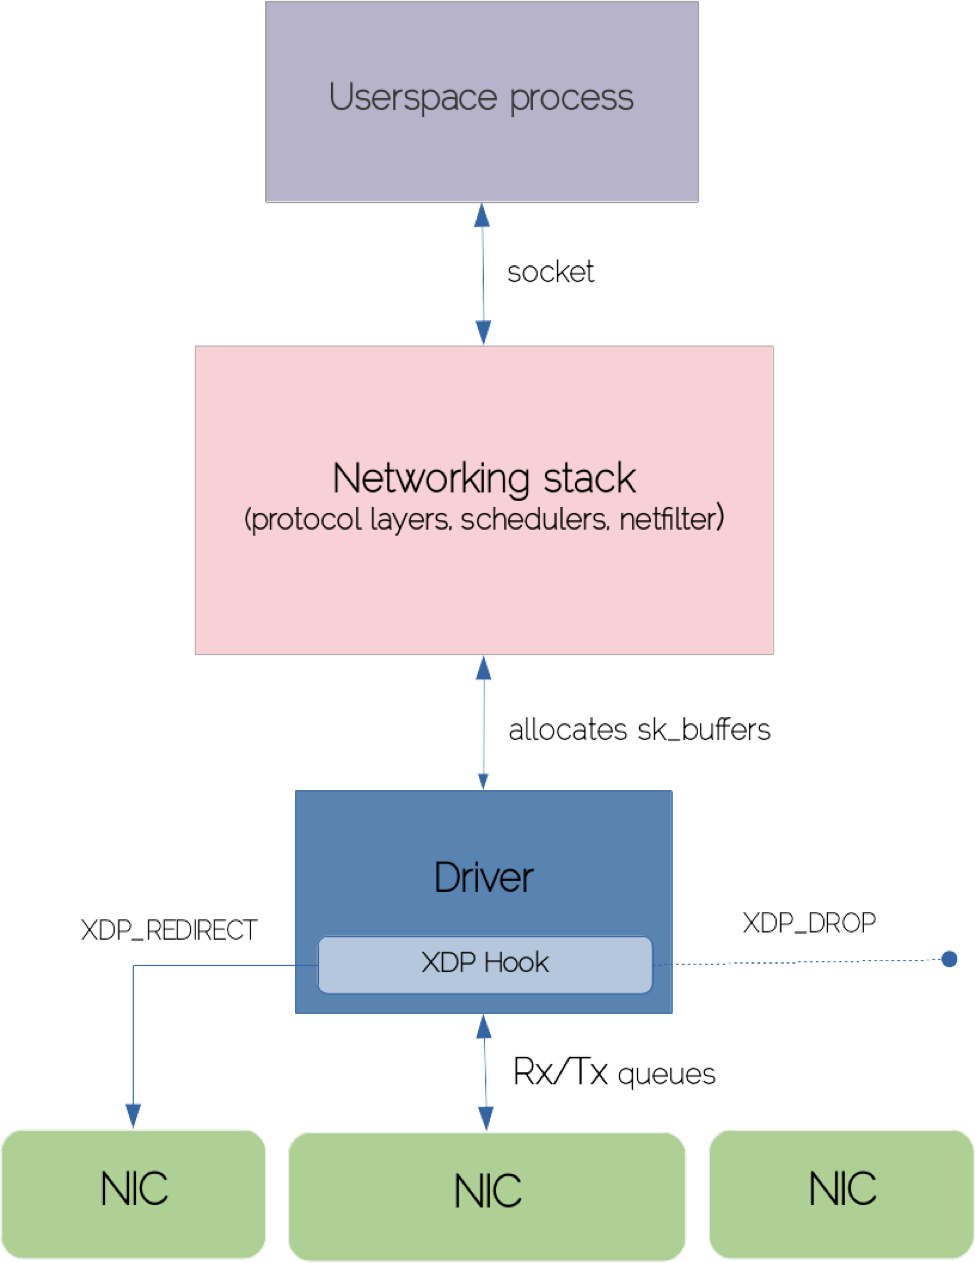 Userspace process
socket
Networking stack
(protocol layers, schedulers, netfilter)
allocates sk_buffers
Driver
XDP_REDIRECT
XDP_DROP
XDP Hook
Rx/Tx queues
NIC
NIC
NIC